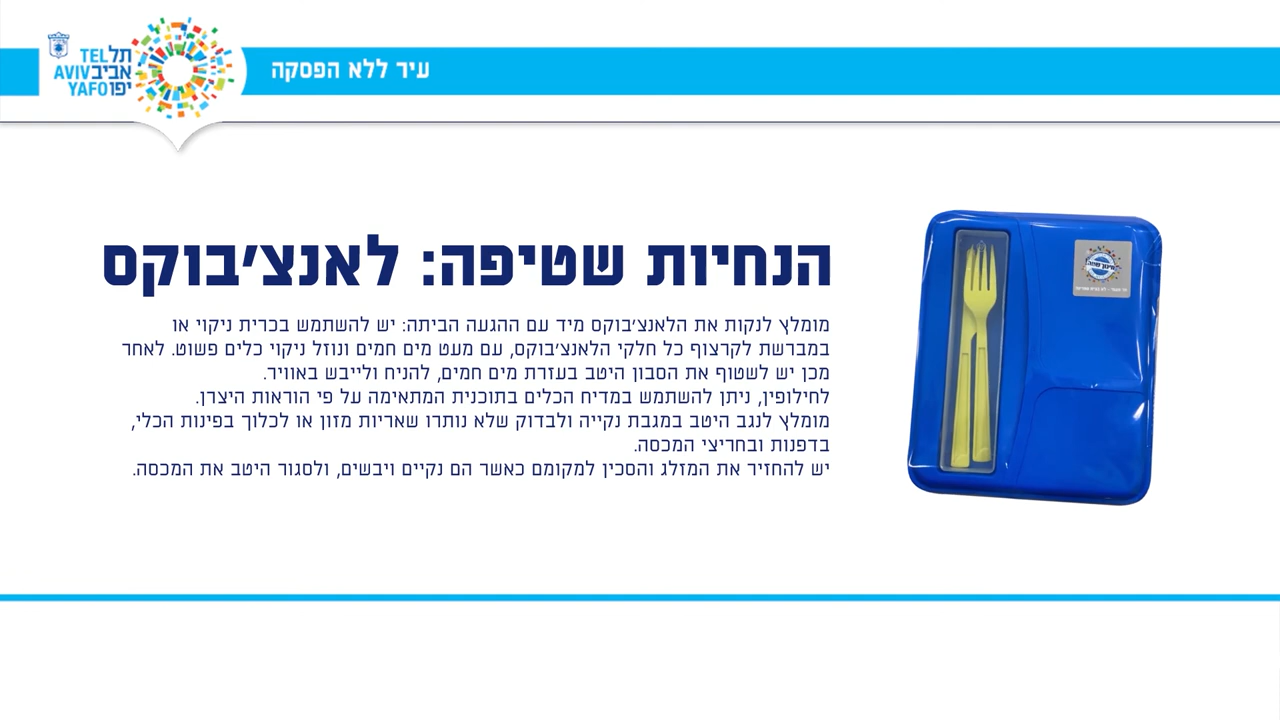 תל TEL
אביב AVIV
יפו YAFO
עיר ללא הפסקה
הנחיות שטיפה: לאנצ'בוקס
מומלץ לנקות את הלאנצ'בוקס מיד עם ההגעה הביתה: יש להשתמש בכרית ניקוי או
במברשת לקרצוף כל חלקי הלאנצ'בוקס, עם מעט מים חמים ונוזל ניקוי כלים פשוט. לאחר
מכן יש לשטוף את הסבון היטב בעזרת מים חמים, להניח ולייבש באוויר.
לחילופין, ניתן להשתמש במדיח הכלים בתוכנית המתאימה על פי הוראות היצרן.
מומלץ לנגב היטב במגבת נקייה ולבדוק שלא נותרו שאריות מזון או לכלוך בפינות הכלי,
בדפנות ובחריצי המכסה.
יש להחזיר את המזלג והסכין למקומם כאשר הם נקיים ויבשים, ולסגור היטב את המכסה.